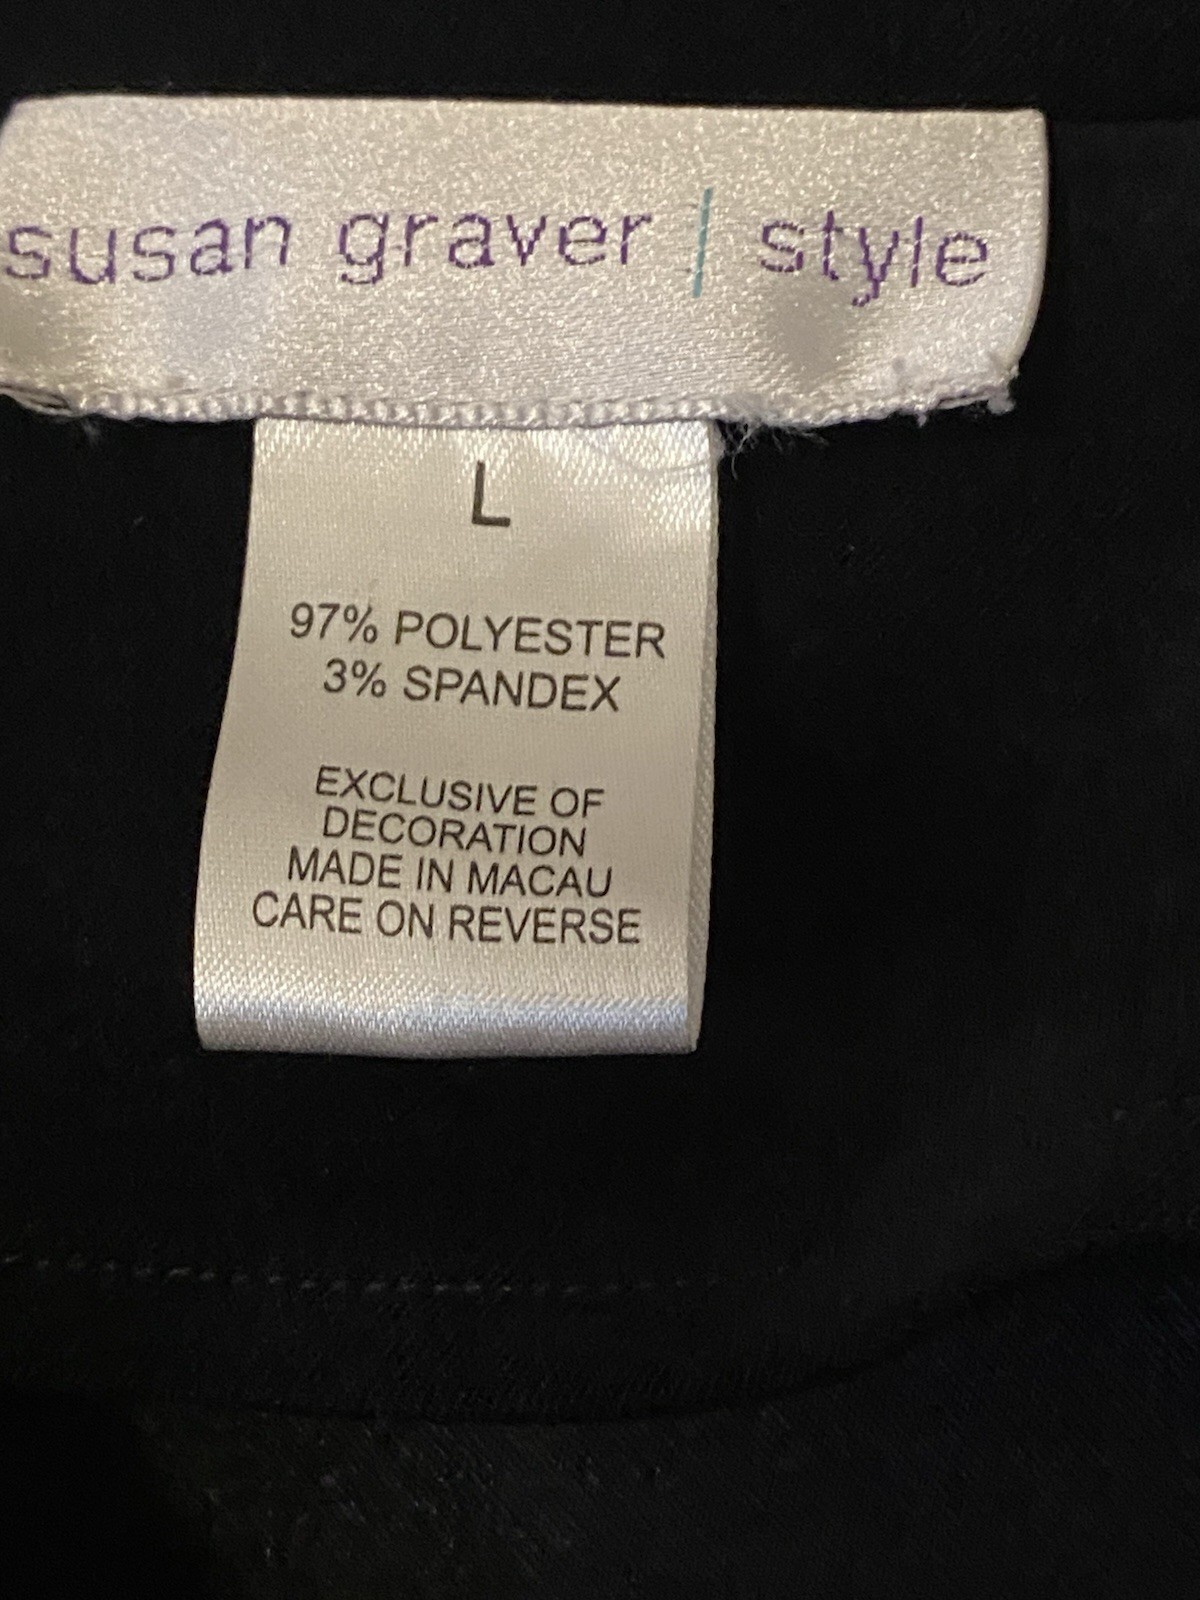 susan graver | style
L
97% POLYESTER
3% SPANDEX
EXCLUSIVE OF
DECORATION
MADE IN MACAU
CARE ON REVERSE